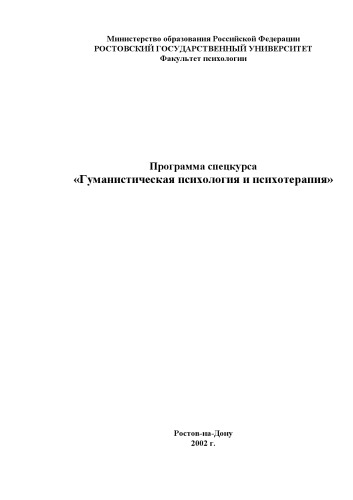 Министерство образования Российской Федерации
РОСТОВСКИЙ ГОСУДАРСТВЕННЫЙ УНИВЕРСИТЕТ
Факультет психологии
Программа спецкурса
«Гуманистическая психология и психотерапия»
Ростов-на-Дону
2002 г.